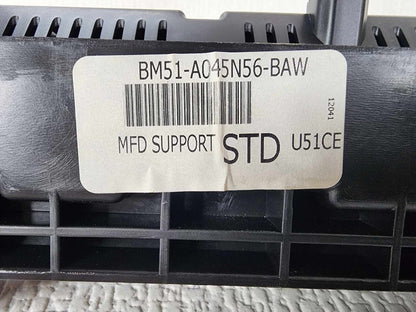 BM51-A045N56-BAW
12041
MFD SUPPORT STD U51CE